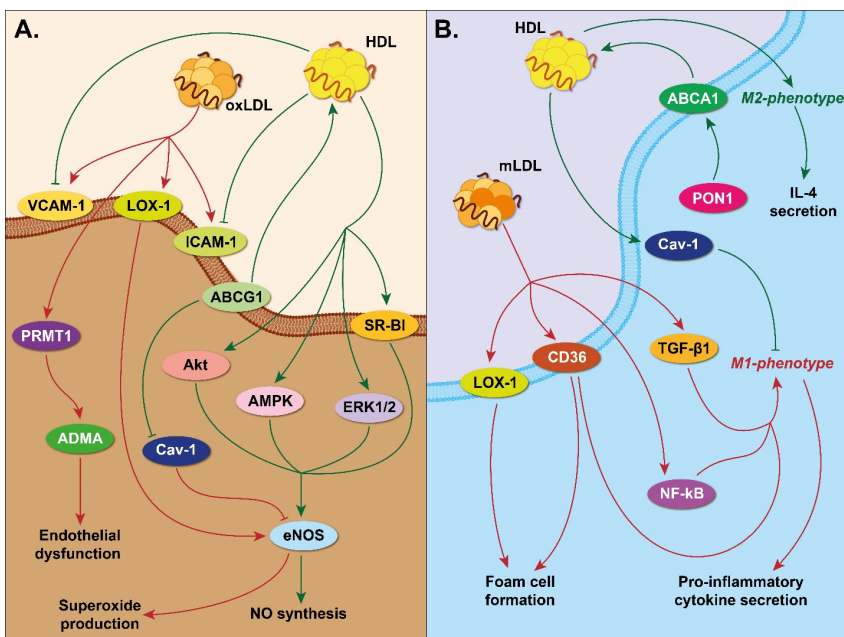 A.
HDL
oxLDL
VCAM-1
LOX-1
ICAM-1
ABCG1
SR-BI
PRMT1
Akt
AMPK
ERK1/2
ADMA
Cav-1
eNOS
Endothelial
dysfunction
Superoxide
production
NO synthesis
B.
HDL
ABCA1
M2-phenotype
mLDL
PON1
IL-4
secretion
Cav-1
TGF-β1
CD36
LOX-1
M1-phenotype
NF-kB
Foam cell
formation
Pro-inflammatory
cytokine secretion